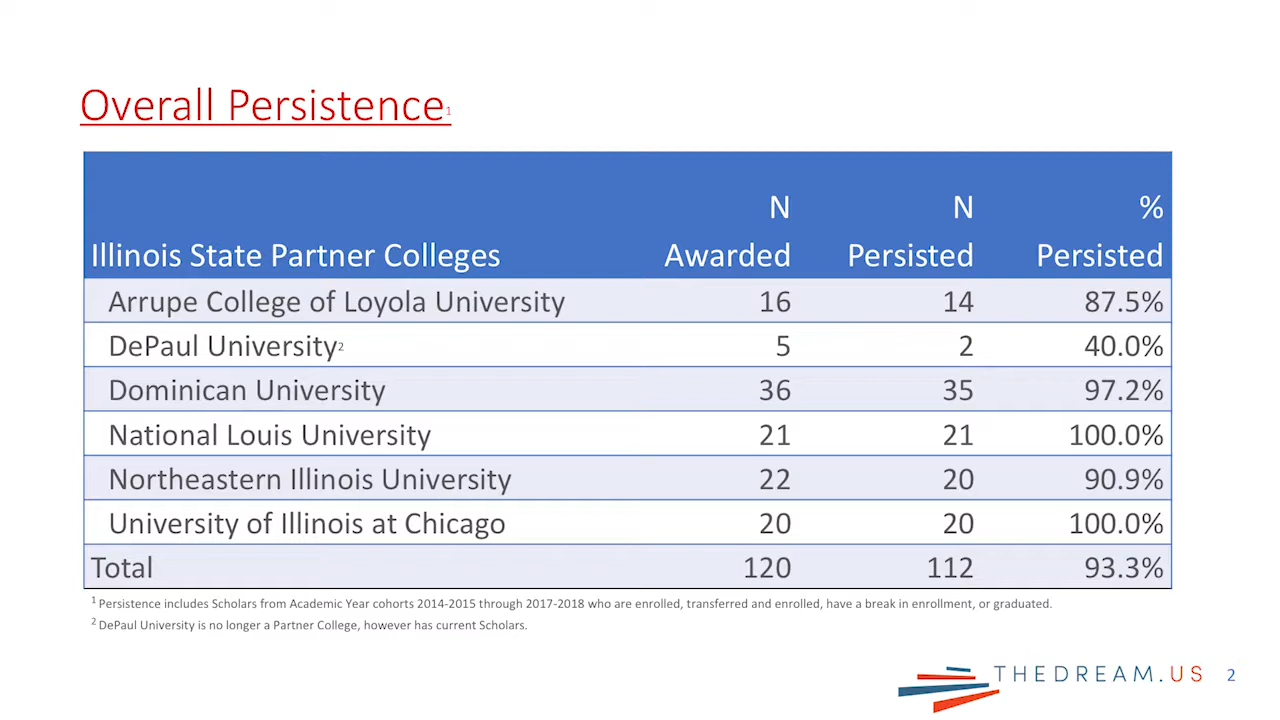 Overall Persistence1
N N %
Illinois State Partner Colleges Awarded Persisted Persisted
Arrupe College of Loyola University 16 14 87.5%
DePaul University2 5 2 40.0%
Dominican University 36 35 97.2%
National Louis University 21 21 100.0%
Northeastern Illinois University 22 20 90.9%
University of Illinois at Chicago 20 20 100.0%
Total 120 112 93.3%
1 Persistence includes Scholars from Academic Year cohorts 2014-2015 through 2017-2018 who are enrolled, transferred and enrolled, have a break in enrollment, or graduated.
2 DePaul University is no longer a Partner College, however has current Scholars.
THEDREAM.US 2